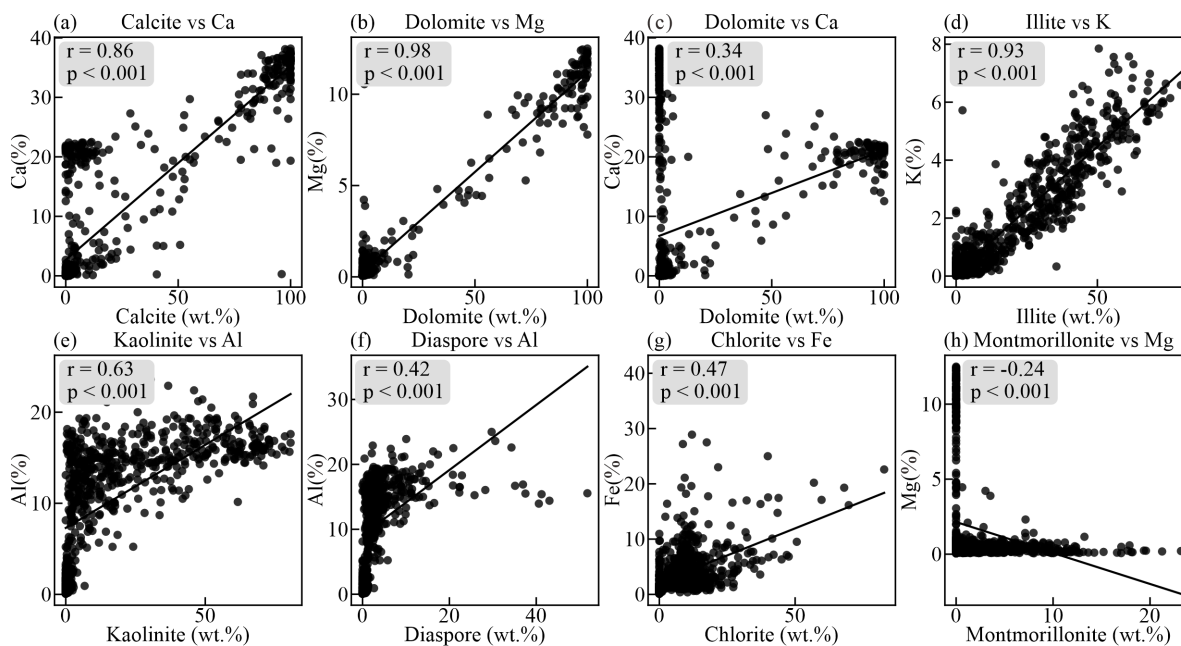 (a) Calcite vs Ca
r = 0.86
p < 0.001
40
30
20
10
0
Ca(%)
0 50 100
Calcite (wt.%)
(b) Dolomite vs Mg
r = 0.98
p < 0.001
10
5
0
Mg(%)
0 50 100
Dolomite (wt.%)
(c) Dolomite vs Ca
r = 0.34
p < 0.001
40
30
20
10
0
Ca(%)
0 50 100
Dolomite (wt.%)
(d) Illite vs K
r = 0.93
p < 0.001
8
6
4
2
0
K(%)
0 50
Illite (wt.%)
(e) Kaolinite vs Al
r = 0.63
p < 0.001
20
10
0
Al(%)
0 50
Kaolinite (wt.%)
(f) Diaspore vs Al
r = 0.42
p < 0.001
30
20
10
0
Al(%)
0 20 40
Diaspore (wt.%)
(g) Chlorite vs Fe
r = 0.47
p < 0.001
40
30
20
10
0
Fe(%)
0 50
Chlorite (wt.%)
(h) Montmorillonite vs Mg
r = -0.24
p < 0.001
10
5
0
Mg(%)
0 10 20
Montmorillonite (wt.%)